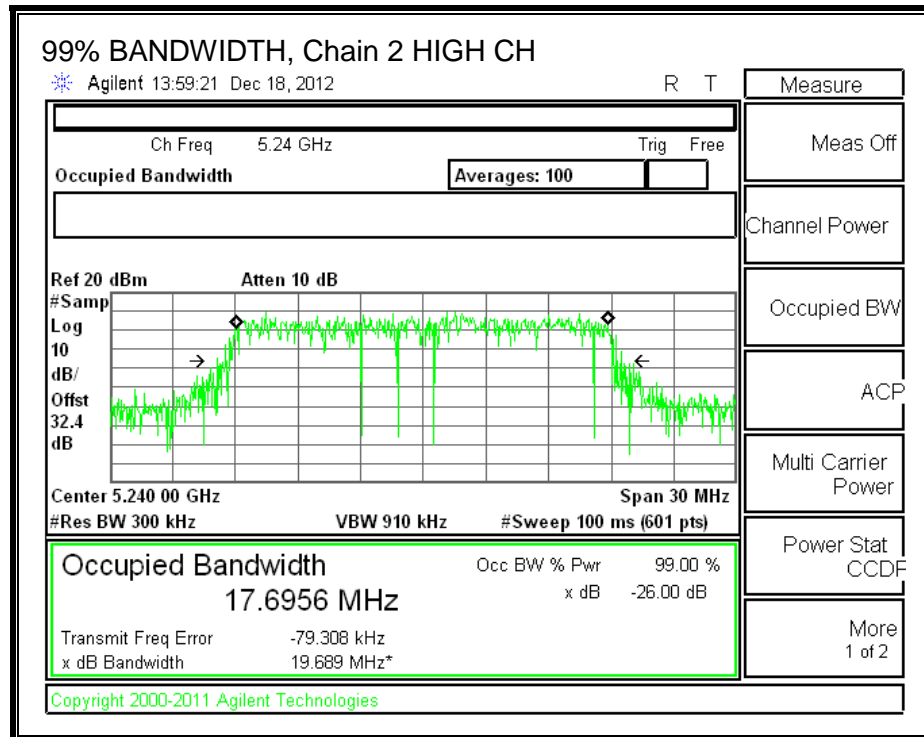 99% BANDWIDTH, Chain 2 HIGH CH
Agilent 13:59:21 Dec 18, 2012 R T
Measure
Ch Freq 5.24 GHz Trig Free
Meas Off
Occupied Bandwidth Averages: 100
Channel Power
Ref 20 dBm Atten 10 dB
#Samp
Log
10
dB/
Offst
32.4
dB
Occupied BW
ACP
Center 5.240 00 GHz Span 30 MHz
#Res BW 300 kHz VBW 910 kHz #Sweep 100 ms (601 pts)
Multi Carrier
Power
Occupied Bandwidth Occ BW % Pwr 99.00 %
17.6956 MHz x dB -26.00 dB
Power Stat
CCDF
Transmit Freq Error -79.308 kHz
x dB Bandwidth 19.689 MHz*
More
1 of 2
Copyright 2000-2011 Agilent Technologies